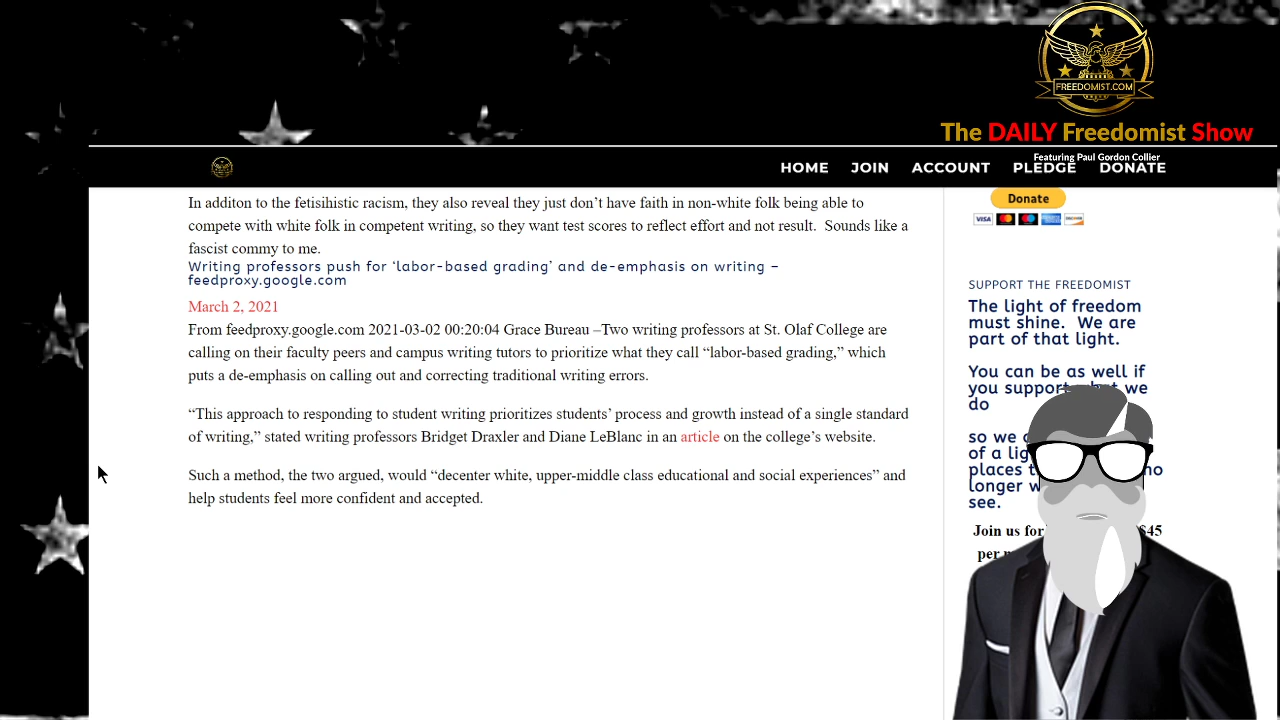 FREEDOMIST.COM
The DAILY Freedomist Show
Featuring Paul Gordon Collier
HOME JOIN ACCOUNT PLEDGE DONATE
In additon to the fetisihistic racism, they also reveal they just don’t have faith in non-white folk being able to
compete with white folk in competent writing, so they want test scores to reflect effort and not result. Sounds like a
fascist commy to me.
Writing professors push for ‘labor-based grading’ and de-emphasis on writing –
feedproxy.google.com
March 2, 2021
From feedproxy.google.com 2021-03-02 00:20:04 Grace Bureau –Two writing professors at St. Olaf College are
calling on their faculty peers and campus writing tutors to prioritize what they call “labor-based grading,” which
puts a de-emphasis on calling out and correcting traditional writing errors.
“This approach to responding to student writing prioritizes students’ process and growth instead of a single standard
of writing,” stated writing professors Bridget Draxler and Diane LeBlanc in an article on the college’s website.
Such a method, the two argued, would “decenter white, upper-middle class educational and social experiences” and
help students feel more confident and accepted.
Donate
VISA
SUPPORT THE FREEDOMIST
The light of freedom
must shine. We are
part of that light.
You can be as well if
you support what we
do
so we
of a
places
longer
see.
Join us for $45
per